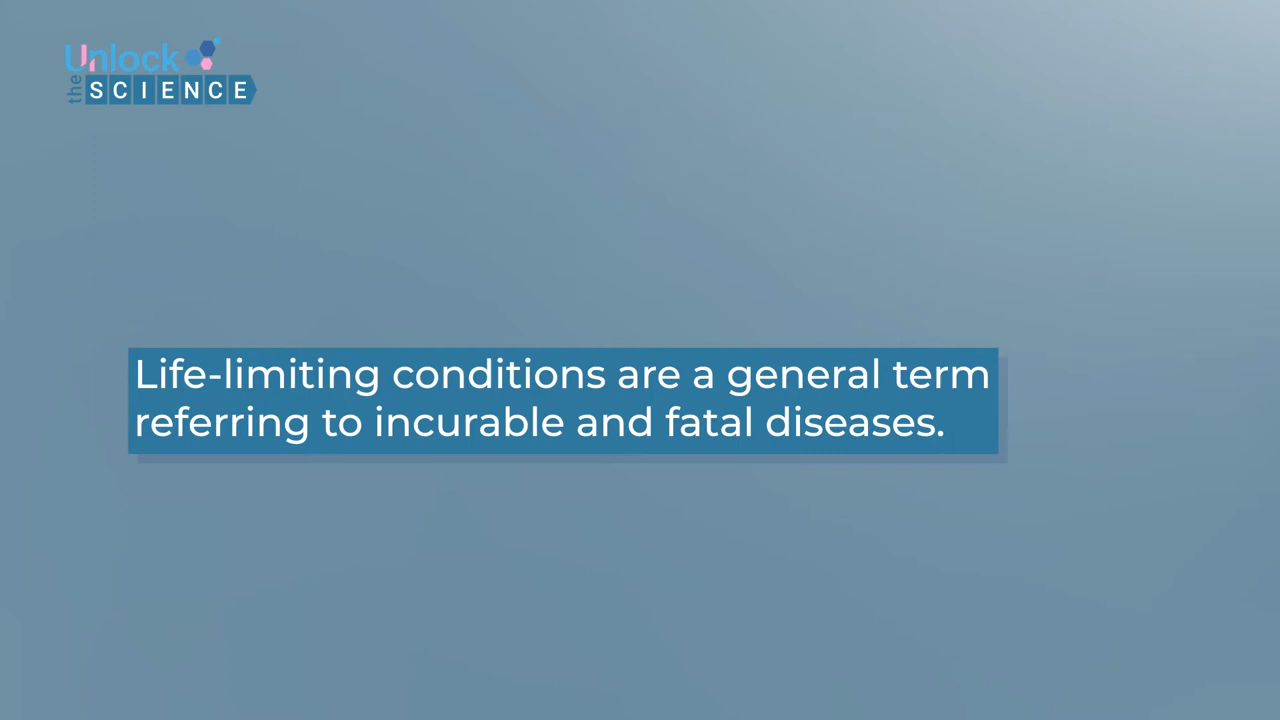 Unlock
the SCIENCE
Life-limiting conditions are a general term
referring to incurable and fatal diseases.